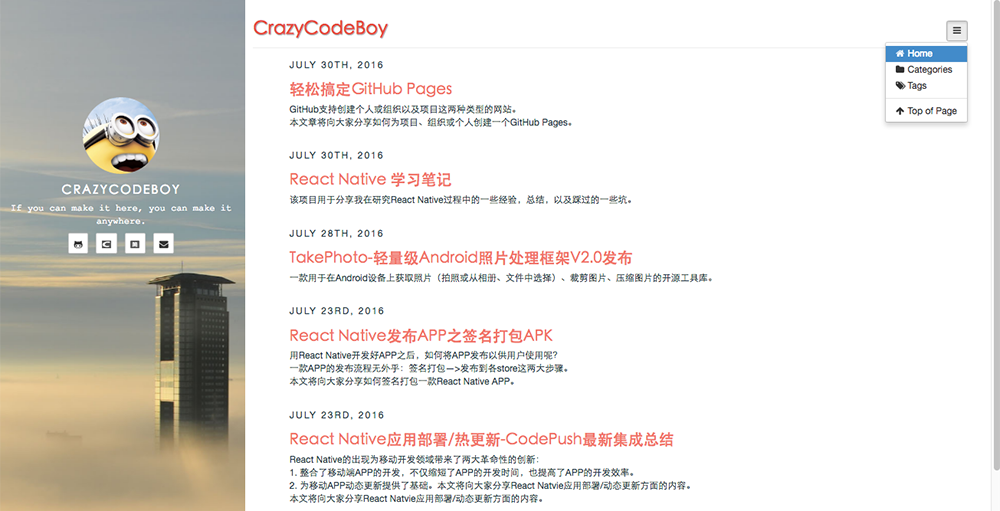 CRAZYCODEBOY
If you can make it here, you can make it
anywhere.
CrazyCodeBoy
Home
Categories
Tags
Top of Page
JULY 30TH, 2016
轻松搞定GitHub Pages
GitHub支持创建个人或组织以及项目这两种类型的网站。
本文章将向大家分享如何为项目、组织或个人创建一个GitHub Pages。
JULY 30TH, 2016
React Native 学习笔记
该项目用于分享我在研究React Native过程中的一些经验，总结，以及踩过的一些坑。
JULY 28TH, 2016
TakePhoto-轻量级Android照片处理框架V2.0发布
一款用于在Android设备上获取照片（拍照或从相册、文件中选择）、裁剪图片、压缩图片的开源工具库。
JULY 23RD, 2016
React Native发布APP之签名打包APK
用React Native开发好APP之后，如何将APP发布以供用户使用呢?
一款APP的发布流程无外乎：签名打包—>发布到各store这两大步骤。
本文将向大家分享如何签名打包一款React Native APP。
JULY 23RD, 2016
React Native应用部署/热更新-CodePush最新集成总结
React Native的出现为移动开发领域带来了两大革命性的创新：
1. 整合了移动端APP的开发，不仅缩短了APP的开发时间，也提高了APP的开发效率。
2. 为移动APP动态更新提供了基础。本文将向大家分享React Natvie应用部署/动态更新方面的内容。
本文将向大家分享React Natvie应用部署/动态更新方面的内容。